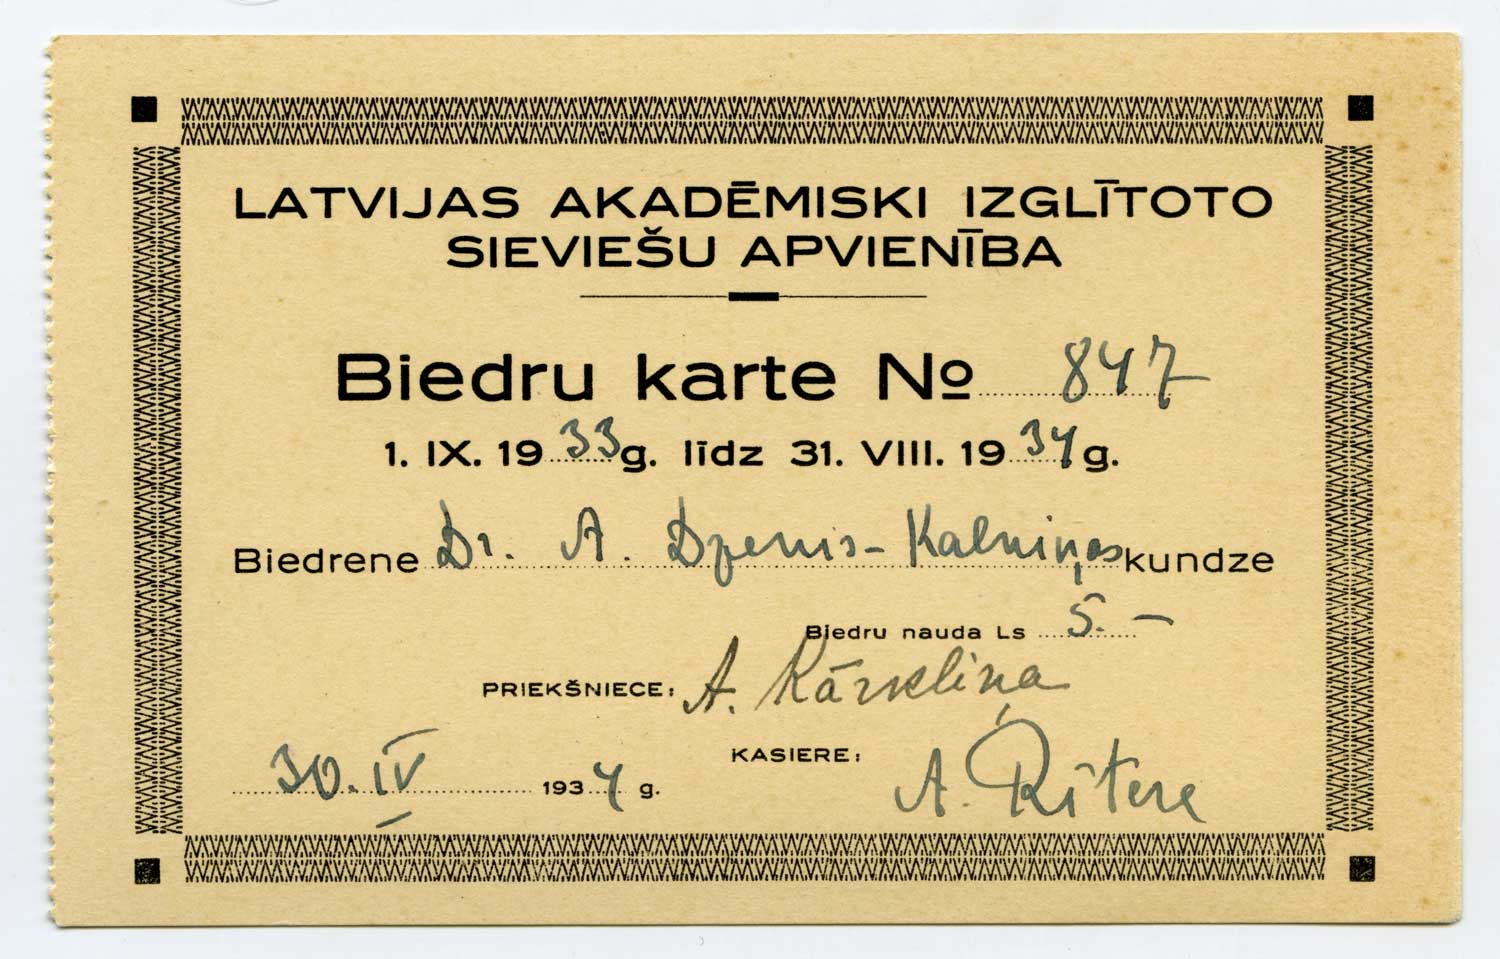 LATVIJAS AKADĒMISKI IZGLĪTOTO
SIEVIEŠU APVIENĪBA
Biedru karte No 847
1. IX. 1933 g. līdz 31. VIII. 1934 g.
Biedrene Dr. A. Dzenis-Kalniņas kundze
Biedru nauda Ls 5.—
PRIEKŠNIECE: A. Kārkliņa
KASIERE: A. Rītere
30. IV 1934 g.